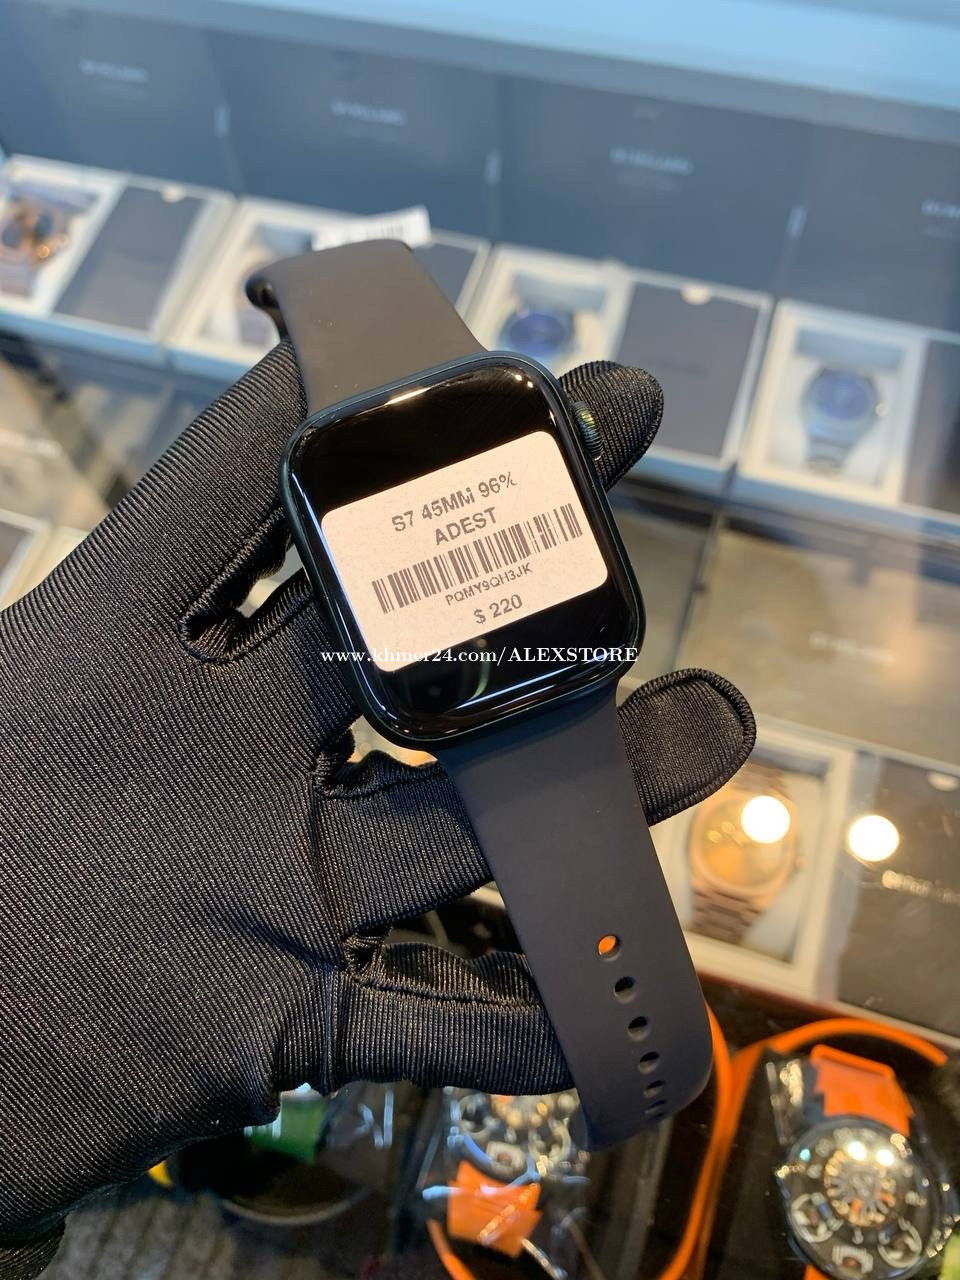 S7 45MM 96%
ADEST
PQMY9QH3JK
$ 220
www.khmer24.com/ALEXSTORE